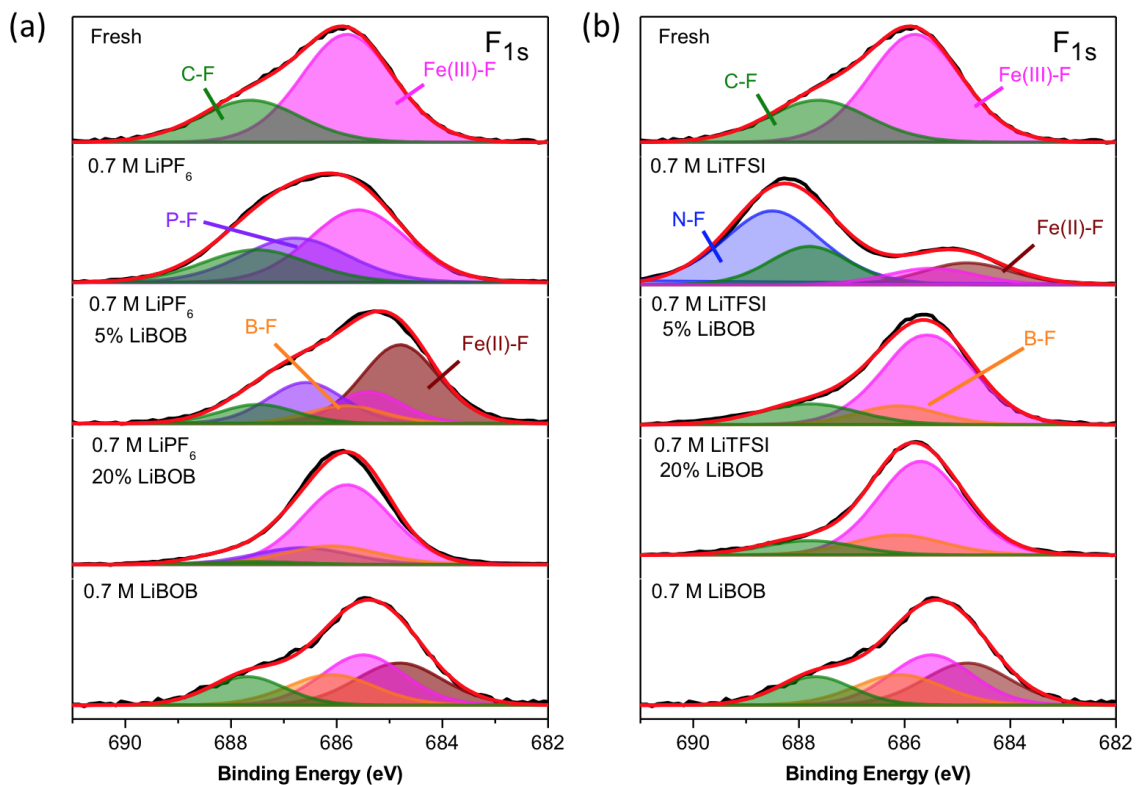 (a)
Fresh
F1s
C-F
Fe(III)-F
0.7 M LiPF6
P-F
0.7 M LiPF6
5% LiBOB
B-F
Fe(II)-F
0.7 M LiPF6
20% LiBOB
0.7 M LiBOB
690 688 686 684 682
Binding Energy (eV)
(b)
Fresh
F1s
C-F
Fe(III)-F
0.7 M LiTFSI
N-F
Fe(II)-F
0.7 M LiTFSI
5% LiBOB
B-F
0.7 M LiTFSI
20% LiBOB
0.7 M LiBOB
690 688 686 684 682
Binding Energy (eV)